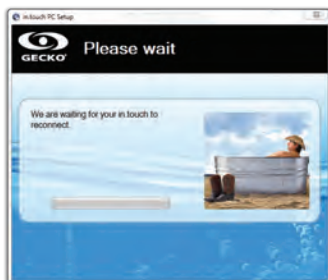 in.touch PC Setup
GECKO
Please wait
We are waiting for your in.touch to
reconnect.